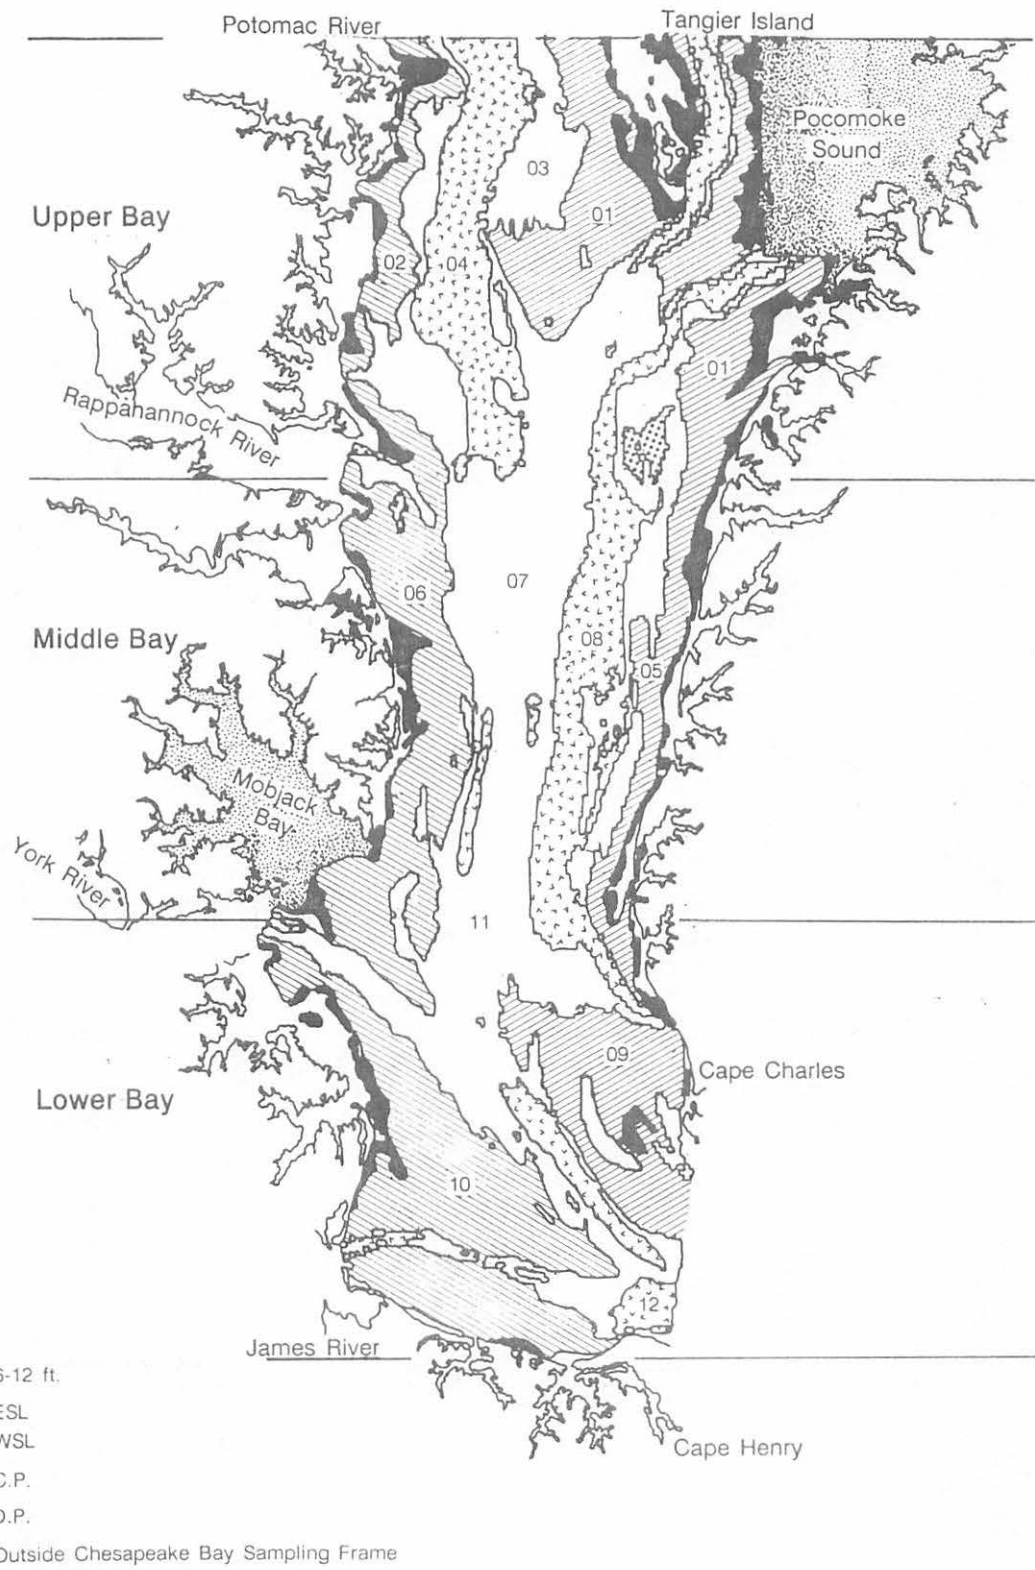 Potomac River
Tangier Island
Pocomoke
Sound
03
Upper Bay
01
02
04
01
Rappahannock River
07
06
08
Middle Bay
05
Mobjack
Bay
York River
11
09
Cape Charles
Lower Bay
10
12
James River
6-12 ft.
ESL
WSL
C.P.
D.P.
Cape Henry
Outside Chesapeake Bay Sampling Frame